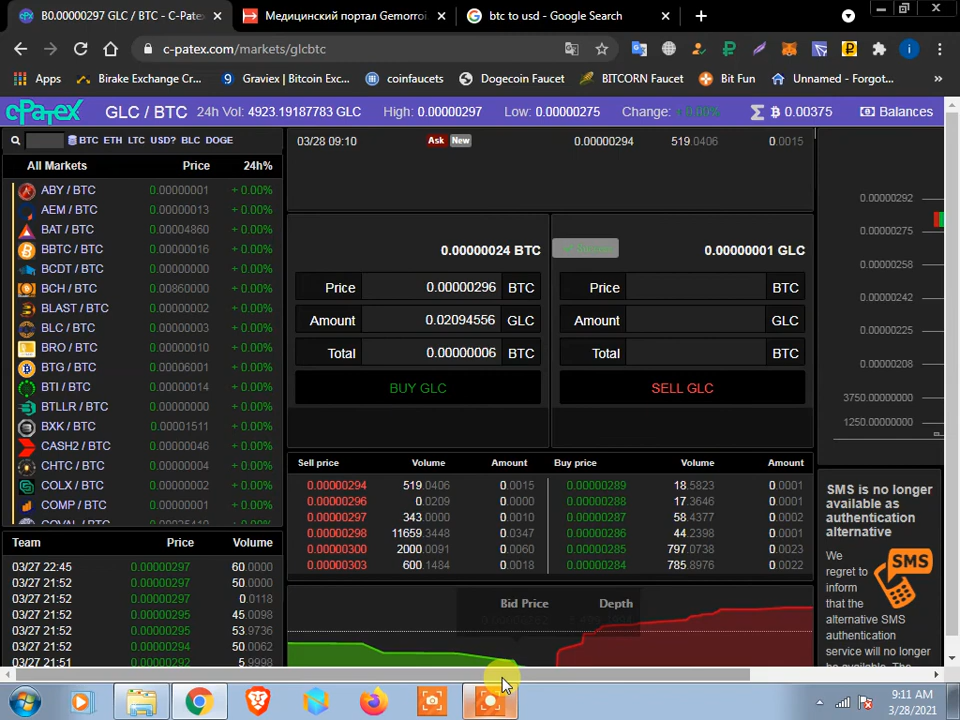 B0.00000297 GLC / BTC - C-Patex
Медицинский портал Gemorroi
btc to usd - Google Search
c-patex.com/markets/glcbtc
Apps
Birake Exchange Cr...
Graviex | Bitcoin Exc...
coinfaucets
Dogecoin Faucet
BITCORN Faucet
Bit Fun
Unnamed - Forgot...
cPatex GLC / BTC 24h Vol: 4923.19187783 GLC High: 0.00000297 Low: 0.00000275 Change: +0.00% Σ ₿ 0.00375 Balances
BTC ETH LTC USD? BLC DOGE
All Markets Price 24h%
ABY / BTC 0.00000001 + 0.00%
AEM / BTC 0.00000013 + 0.00%
BAT / BTC 0.00004860 + 0.00%
BBTC / BTC 0.00000016 + 0.00%
BCDT / BTC 0.00000000 + 0.00%
BCH / BTC 0.00860000 + 0.00%
BLAST / BTC 0.00000002 + 0.00%
BLC / BTC 0.00000003 + 0.00%
BRO / BTC 0.00000010 + 0.00%
BTG / BTC 0.00006001 + 0.00%
BTI / BTC 0.00000014 + 0.00%
BTLLR / BTC 0.00000000 + 0.00%
BXK / BTC 0.00001511 + 0.00%
CASH2 / BTC 0.00000046 + 0.00%
CHTC / BTC 0.00000004 + 0.00%
COLX / BTC 0.00000000 + 0.00%
COMP / BTC 0.00000001 + 0.00%
Team Price Volume
03/27 22:45 0.00000297 60.0000
03/27 21:52 0.00000297 50.0000
03/27 21:52 0.00000297 0.0118
03/27 21:52 0.00000295 45.0098
03/27 21:52 0.00000295 53.9736
03/27 21:52 0.00000294 50.0062
03/27 21:51 0.00000292 5.9998
03/28 09:10 Ask New 0.00000294 519.0406 0.0015
0.00000024 BTC
Price 0.00000296 BTC
Amount 0.02094556 GLC
Total 0.00000006 BTC
BUY GLC
0.00000001 GLC
Price BTC
Amount GLC
Total BTC
SELL GLC
Sell price Volume Amount Buy price Volume Amount
0.00000294 519.0406 0.0015 0.00000289 18.5823 0.0001
0.00000296 0.0209 0.0000 0.00000288 17.3646 0.0001
0.00000297 343.0000 0.0010 0.00000287 58.4377 0.0002
0.00000298 11659.3448 0.0347 0.00000286 44.2398 0.0001
0.00000300 2000.0091 0.0060 0.00000285 797.0738 0.0023
0.00000303 600.1484 0.0018 0.00000284 785.8976 0.0022
Bid Price Depth
0.00000292
0.00000275
0.00000258
0.00000242
0.00000225
0.00000208
3750.00000000
1250.00000000
SMS is no longer
available as
authentication
alternative
We
regret to
inform
that the
alternative SMS
authentication
service will no longer
be available. The
SMS
9:11 AM
3/28/2021